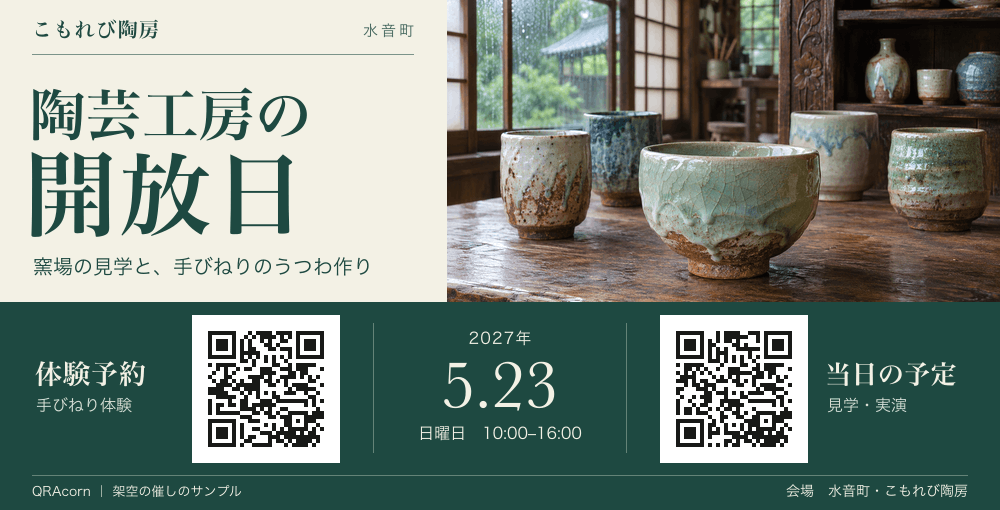 こもれび陶房
水音町
陶芸工房の
開放日
窯場の見学と、手びねりのうつわ作り
体験予約
手びねり体験
2027年
5.23
日曜日　10:00–16:00
当日の予定
見学・実演
QRAcorn｜架空の催しのサンプル
会場　水音町・こもれび陶房